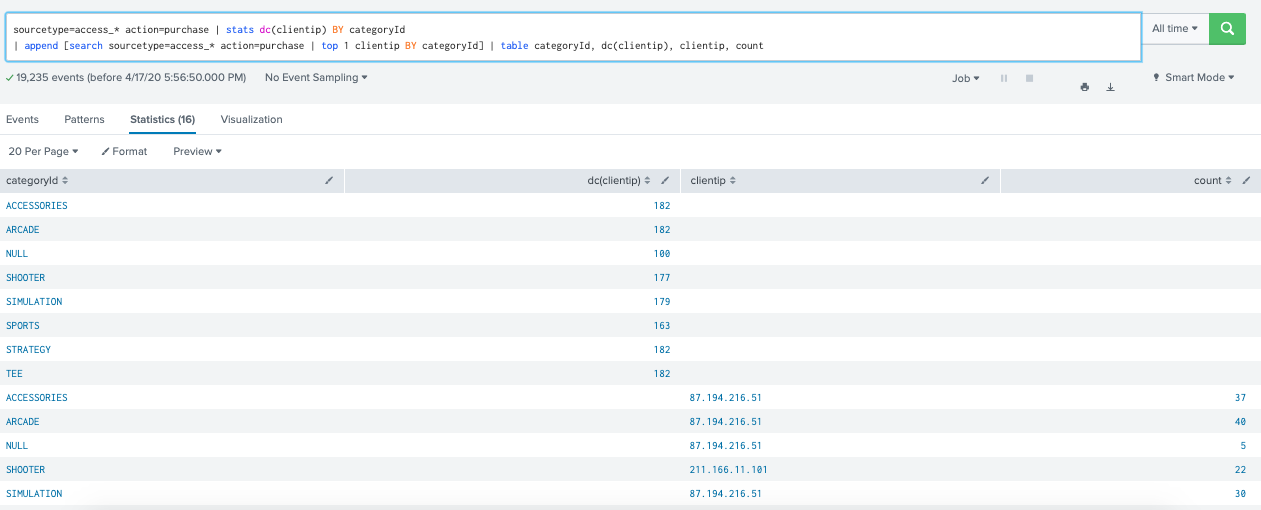 sourcetype=access_* action=purchase | stats dc(clientip) BY categoryId
| append [search sourcetype=access_* action=purchase | top 1 clientip BY categoryId] | table categoryId, dc(clientip), clientip, count
All time
19,235 events (before 4/17/20 5:56:50.000 PM) No Event Sampling Job Smart Mode
Events Patterns Statistics (16) Visualization
20 Per Page Format Preview
categoryId dc(clientip) clientip count
ACCESSORIES 182
ARCADE 182
NULL 100
SHOOTER 177
SIMULATION 179
SPORTS 163
STRATEGY 182
TEE 182
ACCESSORIES 87.194.216.51 37
ARCADE 87.194.216.51 40
NULL 87.194.216.51 5
SHOOTER 211.166.11.101 22
SIMULATION 87.194.216.51 30